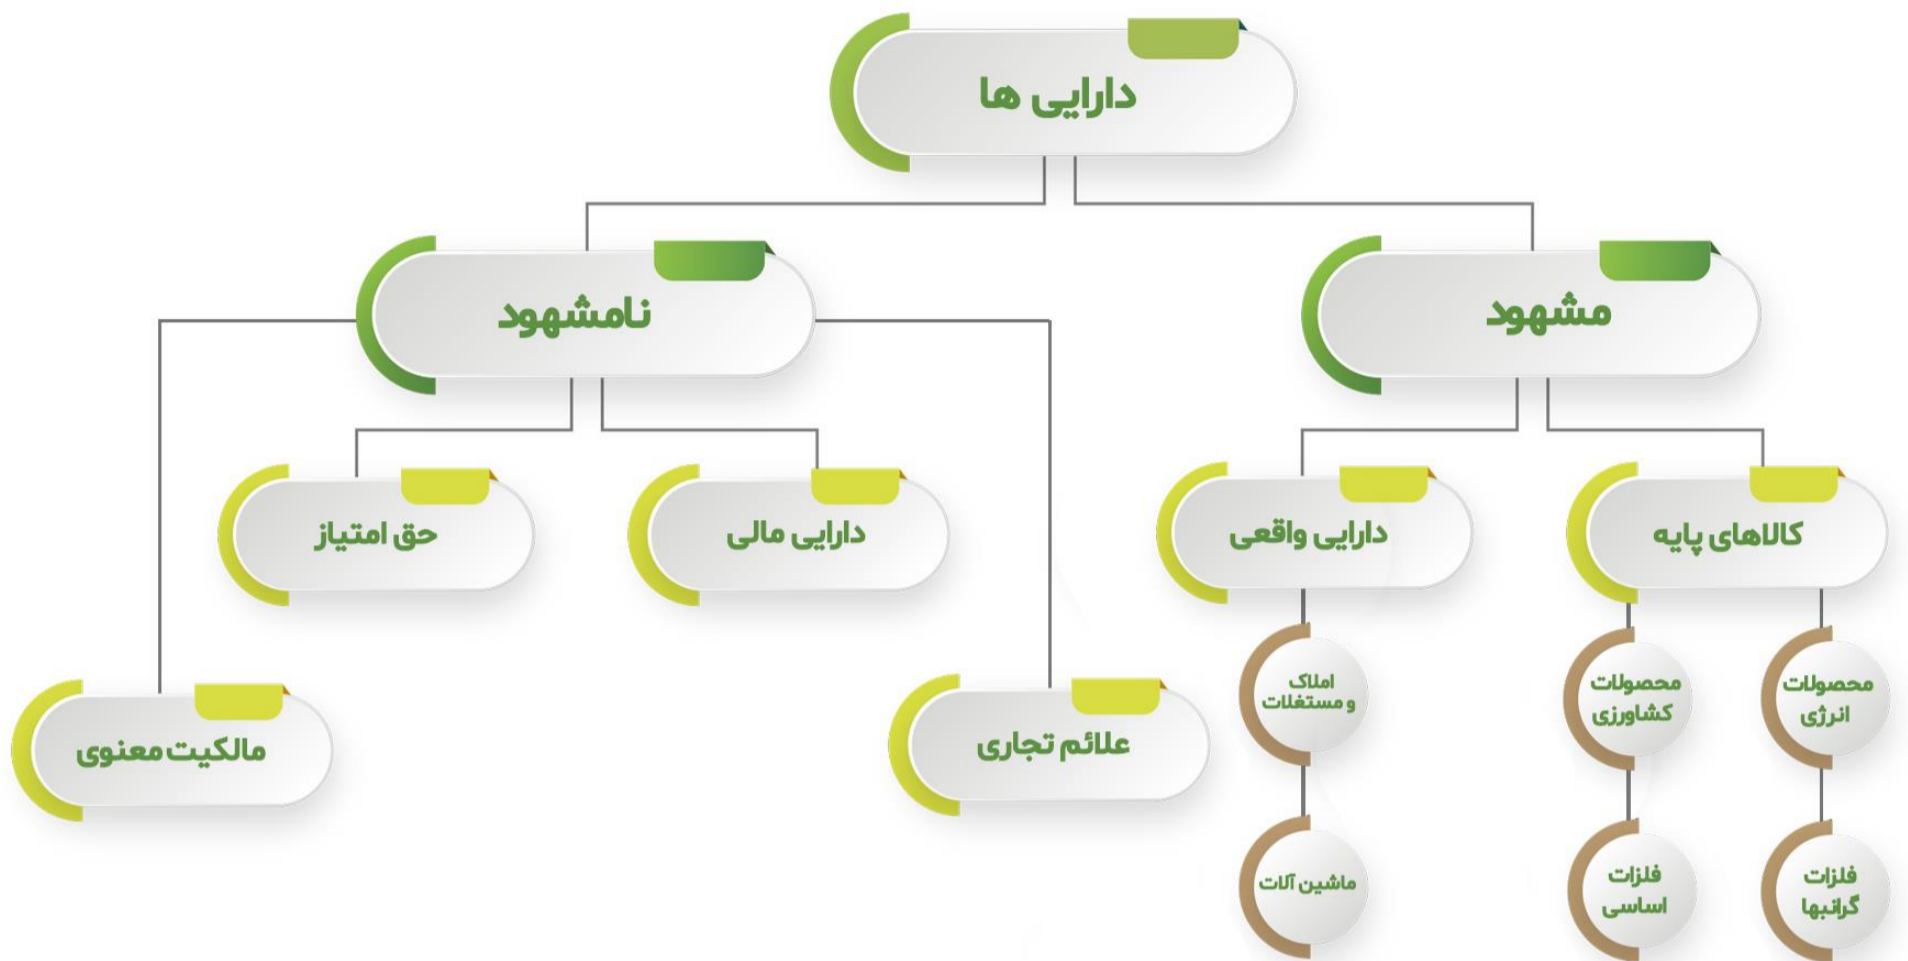 دارایی ها
مشهود
نامشهود
کالاهای پایه
دارایی واقعی
دارایی مالی
حق امتیاز
محصولات
انرژی
محصولات
کشاورزی
املاک
و مستغلات
علائم تجاری
مالکیت معنوی
فلزات
گرانبها
فلزات
اساسی
ماشین آلات